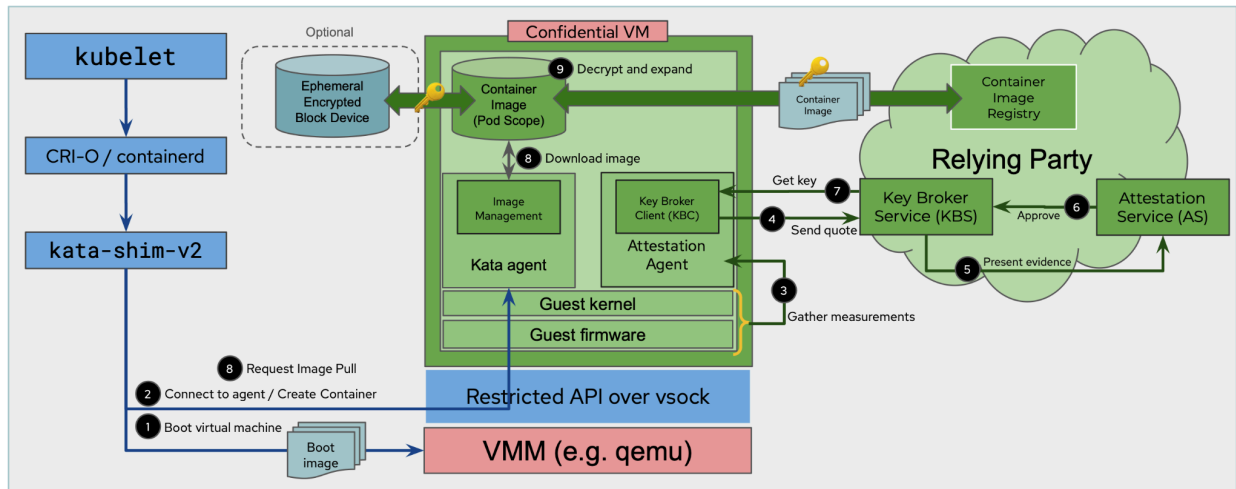 Confidential VM
Optional
kubelet
Ephemeral
Encrypted
Block Device
9 Decrypt and expand
Container
Image
(Pod Scope)
Container
Image
Container
Image
Registry
CRI-O / containerd
8 Download image
Relying Party
Get key
7
Image
Management
Key Broker
Client (KBC)
Key Broker
Service (KBS)
6
Approve
Attestation
Service (AS)
4
Send quote
kata-shim-v2
Kata agent
Attestation
Agent
5 Present evidence
3
Guest kernel
Gather measurements
Guest firmware
8 Request Image Pull
2 Connect to agent / Create Container
Restricted API over vsock
1 Boot virtual machine
Boot
image
VMM (e.g. qemu)